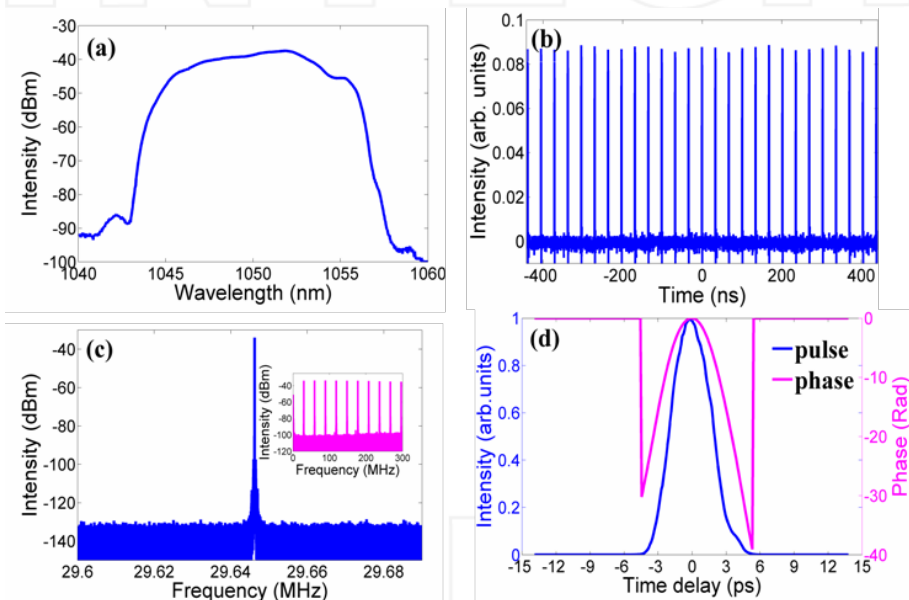 (a)
Intensity (dBm)
-30
-40
-50
-60
-70
-80
-90
-100
1040 1045 1050 1055 1060
Wavelength (nm)
(b)
Intensity (arb. units)
0.1
0.08
0.06
0.04
0.02
0
-400 -200 0 200 400
Time (ns)
(c)
Intensity (dBm)
-40
-60
-80
-100
-120
-140
29.6 29.62 29.64 29.66 29.68
Frequency (MHz)
Intensity (dBm)
-25
-50
-75
-100
-120
0 100 200 300
Frequency (MHz)
(d)
pulse
phase
Intensity (arb.units)
1
0.8
0.6
0.4
0.2
0
-15 -12 -9 -6 -3 0 3 6 9 12 15
Time delay (ps)
0
-10
-20
-30
-40
Phase (Rad)